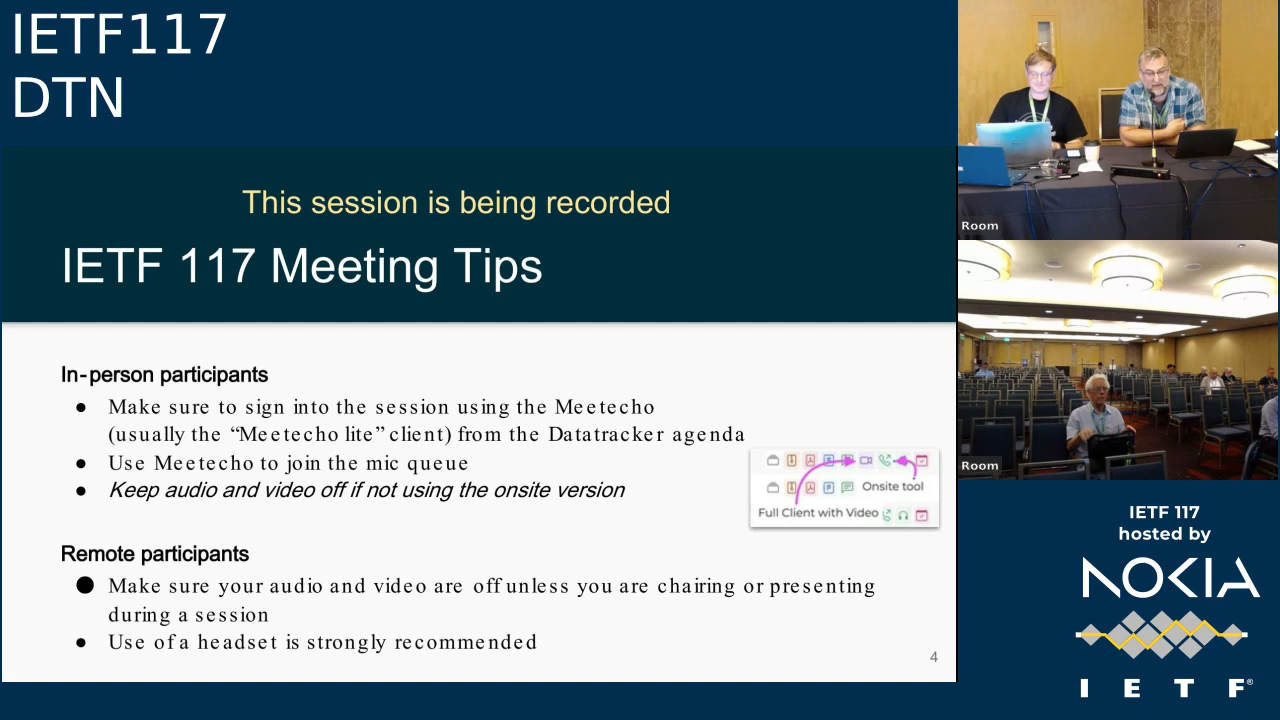 IETF117
DTN
This session is being recorded
IETF 117 Meeting Tips
In-person participants
● Make sure to sign into the session using the Meetecho
(usually the “Meetecho lite” client) from the Datatracker agenda
● Use Meetecho to join the mic queue
● Keep audio and video off if not using the onsite version
Onsite tool
Full Client with Video
Remote participants
● Make sure your audio and video are off unless you are chairing or presenting
during a session
● Use of a headset is strongly recommended
4
Room
Room
IETF 117
hosted by
NOKIA
IETF®